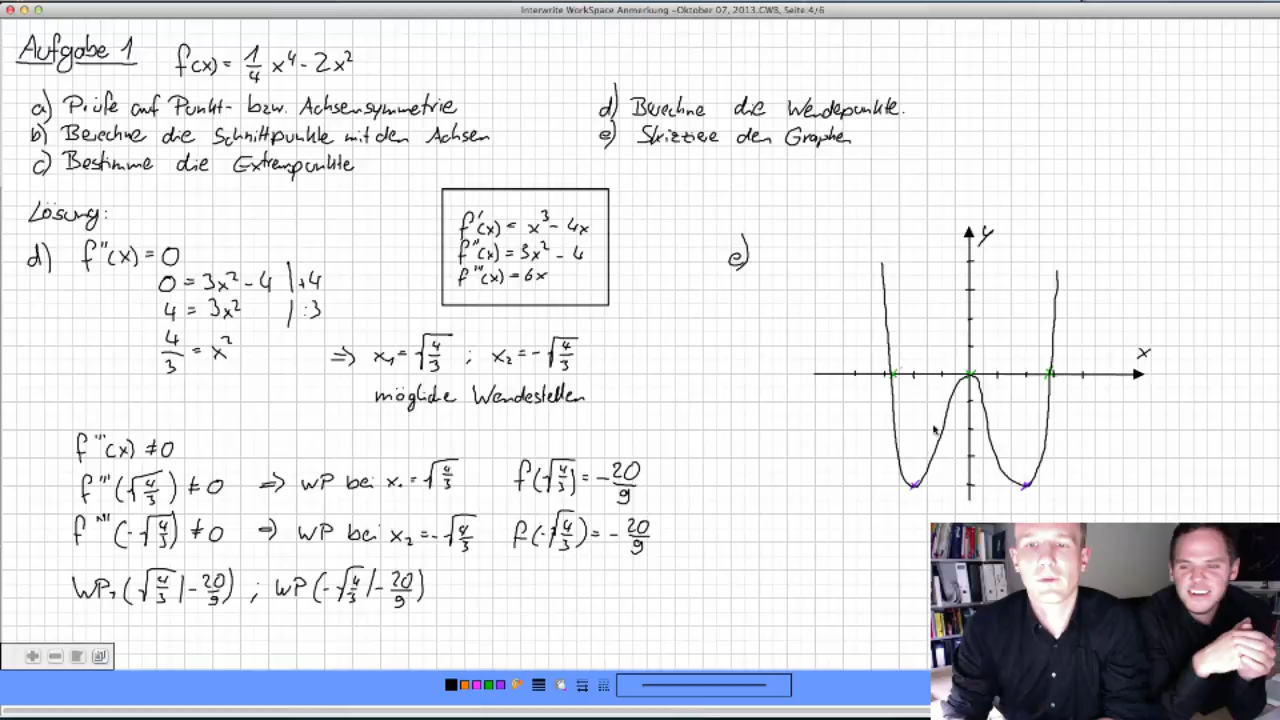 Interwrite WorkSpace Anmerkung -Oktober 07, 2013.CWB, Seite 4/6
Aufgabe 1 f(x) = 1/4 x⁴ - 2x²
a) Prüfe auf Punkt- bzw. Achsensymmetrie
b) Berechne die Schnittpunkte mit den Achsen
c) Bestimme die Extrempunkte
d) Berechne die Wendepunkte.
e) Skizziere den Graphen
Lösung:
d) f''(x) = 0
0 = 3x² - 4 | +4
4 = 3x² | :3
4/3 = x²
⇒ x₁ = √(4/3) ; x₂ = -√(4/3)
mögliche Wendestellen
f'(x) = x³ - 4x
f''(x) = 3x² - 4
f'''(x) = 6x
f'''(x) ≠ 0
f'''(√(4/3)) ≠ 0 ⇒ WP bei x₁ = √(4/3) f(√(4/3)) = -20/9
f'''(-√(4/3)) ≠ 0 ⇒ WP bei x₂ = -√(4/3) f(-√(4/3)) = -20/9
WP₁(√(4/3) | -20/9) ; WP(-√(4/3) | -20/9)
e)
y
x